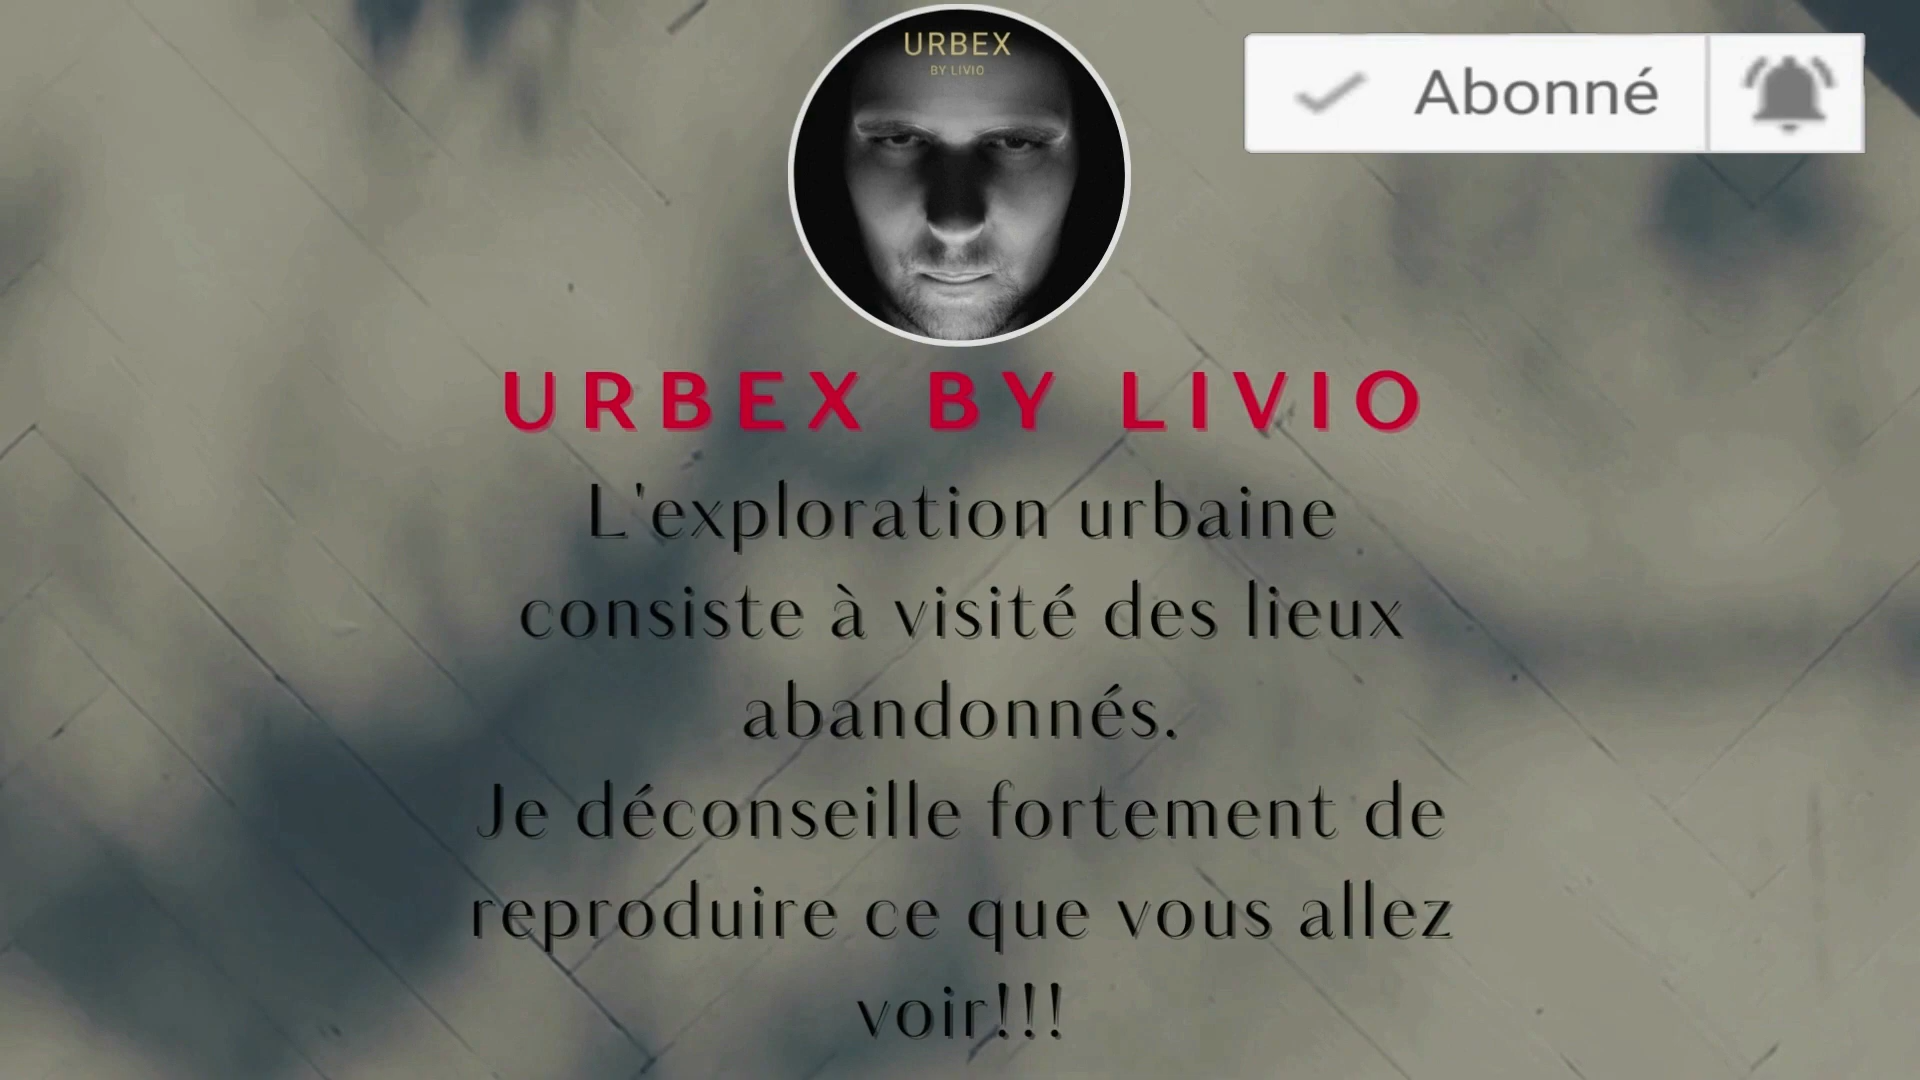 URBEX
BY LIVIO
Abonné
URBEX BY LIVIO
L'exploration urbaine
consiste à visité des lieux
abandonnés.
Je déconseille fortement de
reproduire ce que vous allez
voir!!!